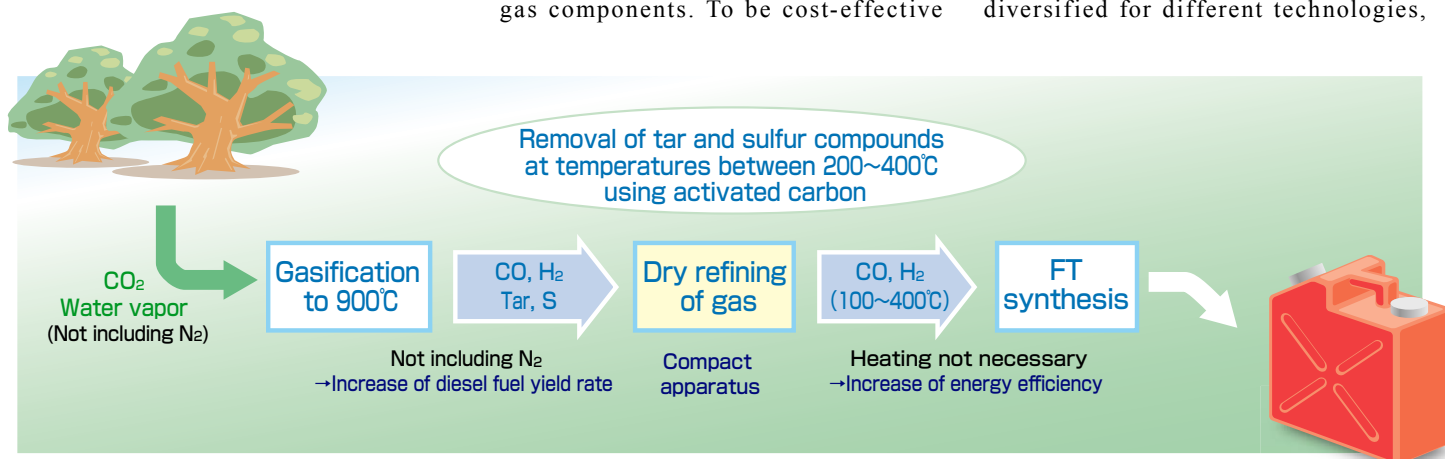 gas components. To be cost-effective
diversified for different technologies,
Removal of tar and sulfur compounds
at temperatures between 200~400℃
using activated carbon
CO₂
Water vapor
(Not including N₂)
Gasification
to 900℃
CO, H₂
Tar, S
Not including N₂
→Increase of diesel fuel yield rate
Dry refining
of gas
Compact
apparatus
CO, H₂
(100~400℃)
Heating not necessary
→Increase of energy efficiency
FT
synthesis